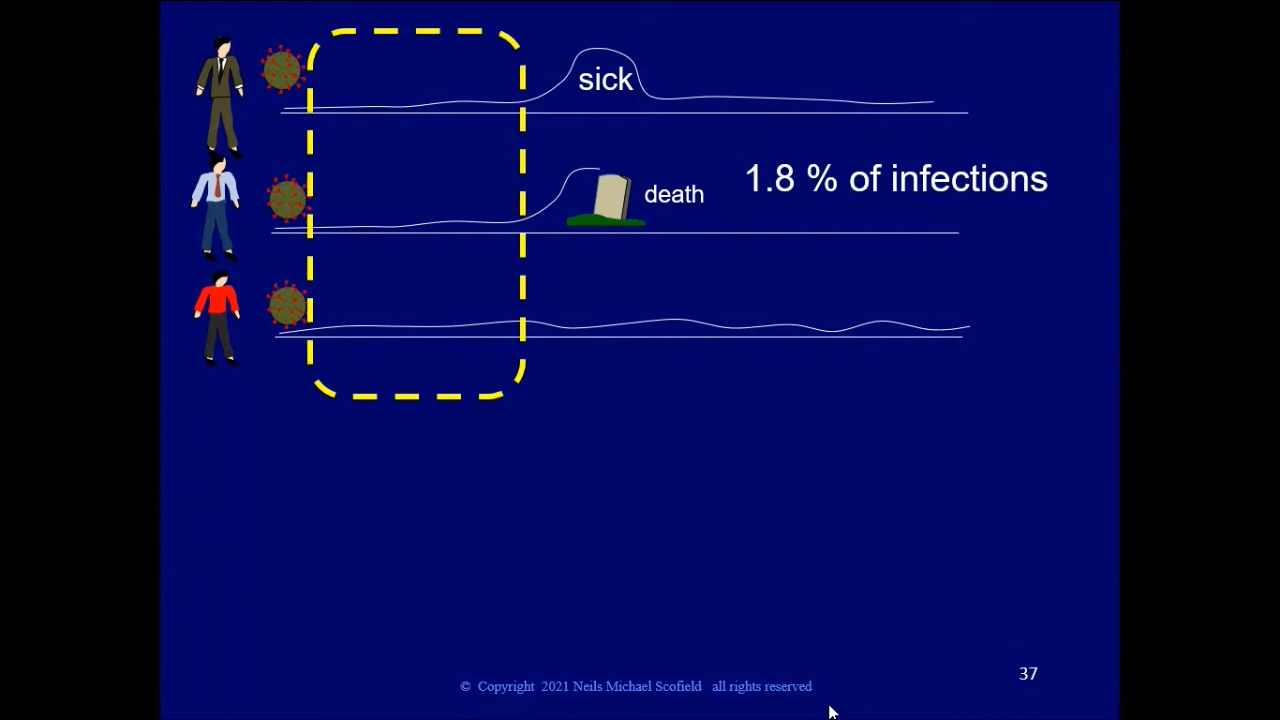 sick
1.8 % of infections
death
37
© Copyright 2021 Neils Michael Scofield all rights reserved